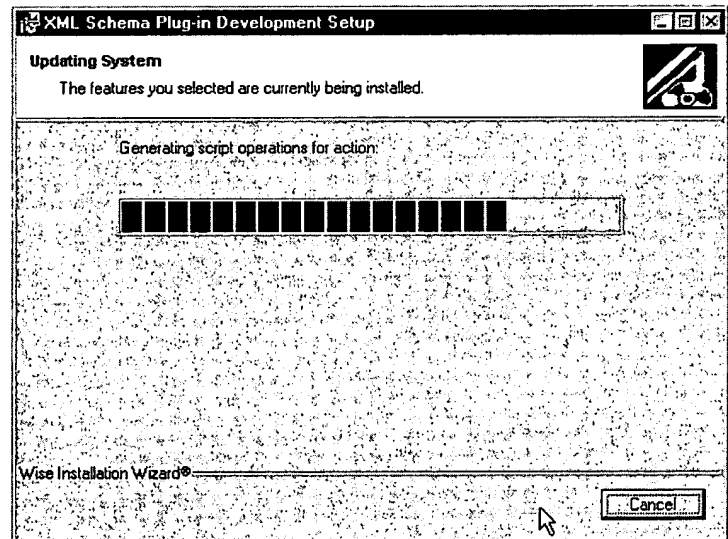 XML Schema Plug-in Development Setup
Updating System
The features you selected are currently being installed.
Generating script operations for action:
Wise Installation Wizard®
Cancel